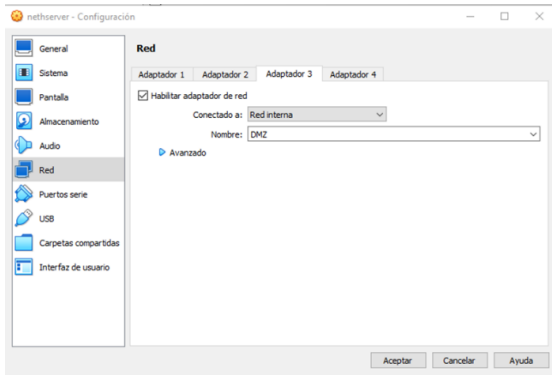 nethserver - Configuración
General
Sistema
Pantalla
Almacenamiento
Audio
Red
Puertos serie
USB
Carpetas compartidas
Interfaz de usuario
Red
Adaptador 1 Adaptador 2 Adaptador 3 Adaptador 4
Habilitar adaptador de red
Conectado a: Red interna
Nombre: DMZ
Avanzado
Aceptar Cancelar Ayuda